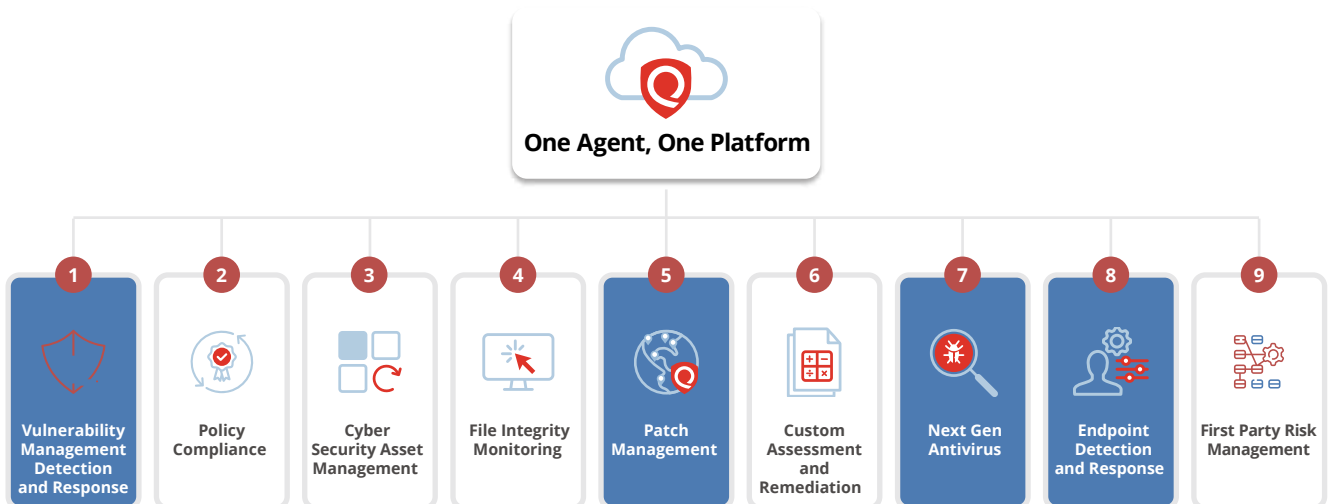 One Agent, One Platform
1
2
3
4
5
6
7
8
9
Vulnerability
Management
Detection
and Response
Policy
Compliance
Cyber
Security Asset
Management
File Integrity
Monitoring
Patch
Management
Custom
Assessment
and
Remediation
Next Gen
Antivirus
Endpoint
Detection
and Response
First Party Risk
Management